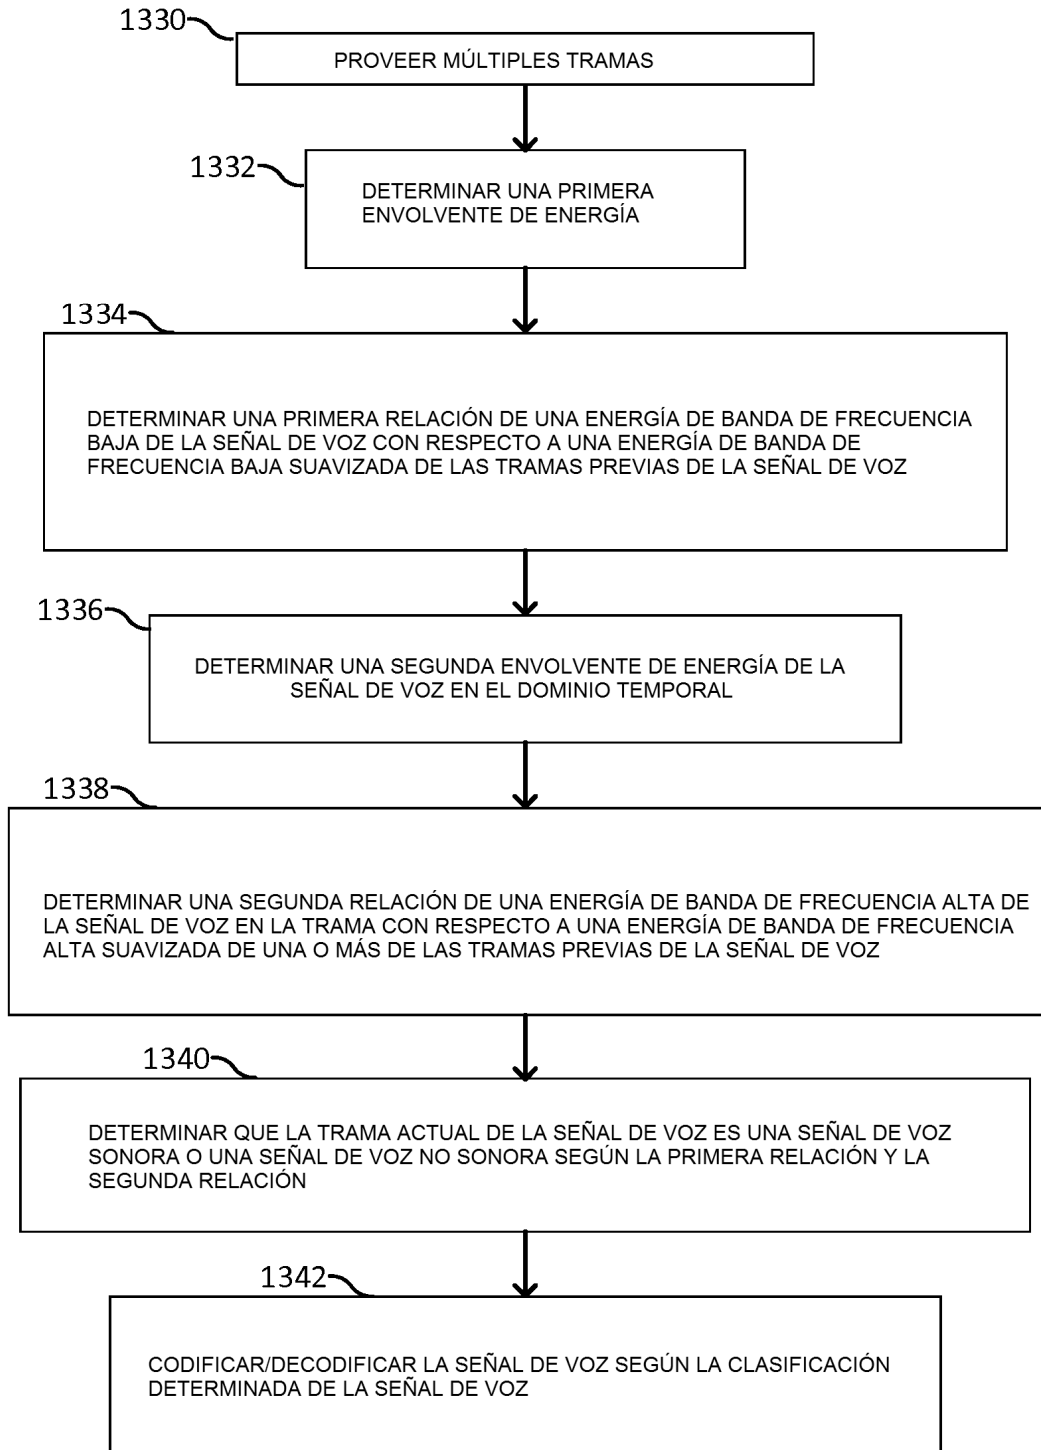 1330
PROVEER MÚLTIPLES TRAMAS
1332
DETERMINAR UNA PRIMERA
ENVOLVENTE DE ENERGÍA
1334
DETERMINAR UNA PRIMERA RELACIÓN DE UNA ENERGÍA DE BANDA DE FRECUENCIA
BAJA DE LA SEÑAL DE VOZ CON RESPECTO A UNA ENERGÍA DE BANDA DE
FRECUENCIA BAJA SUAVIZADA DE LAS TRAMAS PREVIAS DE LA SEÑAL DE VOZ
1336
DETERMINAR UNA SEGUNDA ENVOLVENTE DE ENERGÍA DE LA
SEÑAL DE VOZ EN EL DOMINIO TEMPORAL
1338
DETERMINAR UNA SEGUNDA RELACIÓN DE UNA ENERGÍA DE BANDA DE FRECUENCIA ALTA DE
LA SEÑAL DE VOZ EN LA TRAMA CON RESPECTO A UNA ENERGÍA DE BANDA DE FRECUENCIA
ALTA SUAVIZADA DE UNA O MÁS DE LAS TRAMAS PREVIAS DE LA SEÑAL DE VOZ
1340
DETERMINAR QUE LA TRAMA ACTUAL DE LA SEÑAL DE VOZ ES UNA SEÑAL DE VOZ
SONORA O UNA SEÑAL DE VOZ NO SONORA SEGÚN LA PRIMERA RELACIÓN Y LA
SEGUNDA RELACIÓN
1342
CODIFICAR/DECODIFICAR LA SEÑAL DE VOZ SEGÚN LA CLASIFICACIÓN
DETERMINADA DE LA SEÑAL DE VOZ